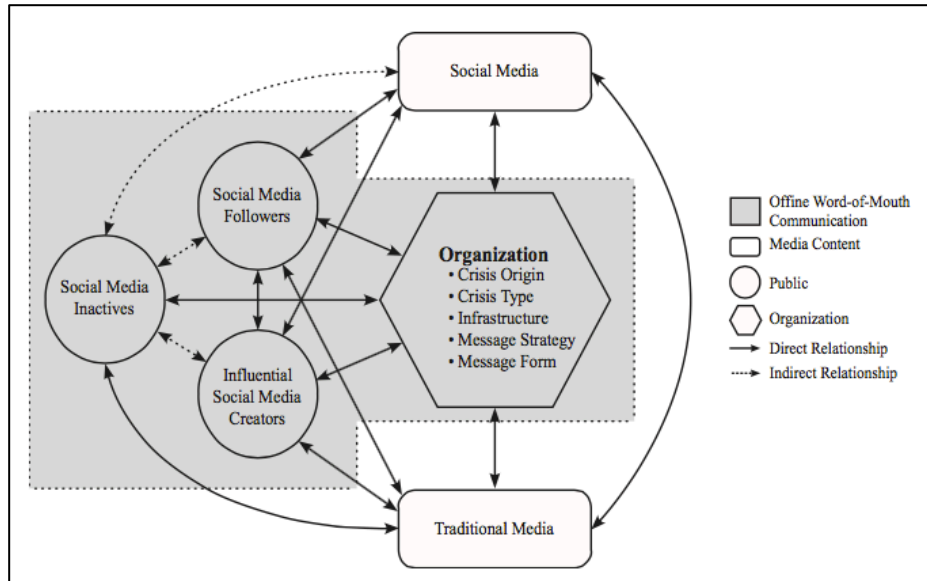 Social Media
Social Media
Followers
Social Media
Inactives
Influential
Social Media
Creators
Organization
• Crisis Origin
• Crisis Type
• Infrastructure
• Message Strategy
• Message Form
Traditional Media
Offine Word-of-Mouth
Communication
Media Content
Public
Organization
Direct Relationship
Indirect Relationship